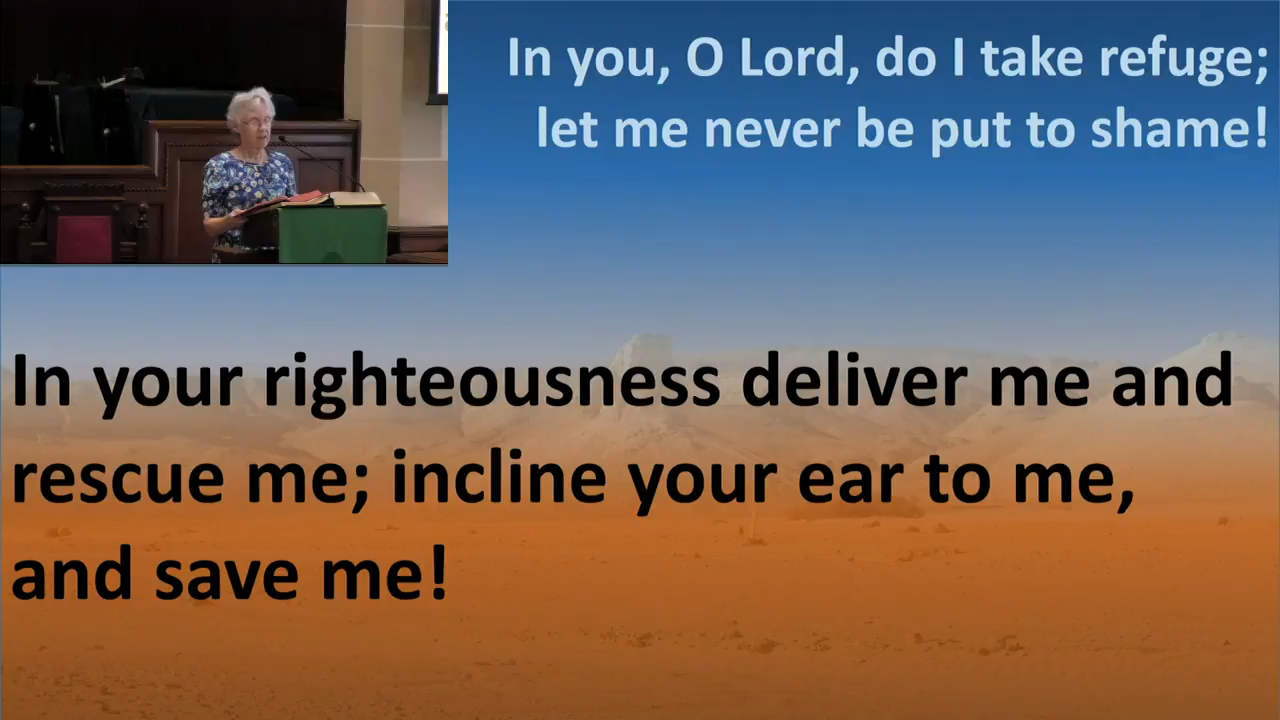 In you, O Lord, do I take refuge;
let me never be put to shame!
In your righteousness deliver me and
rescue me; incline your ear to me,
and save me!